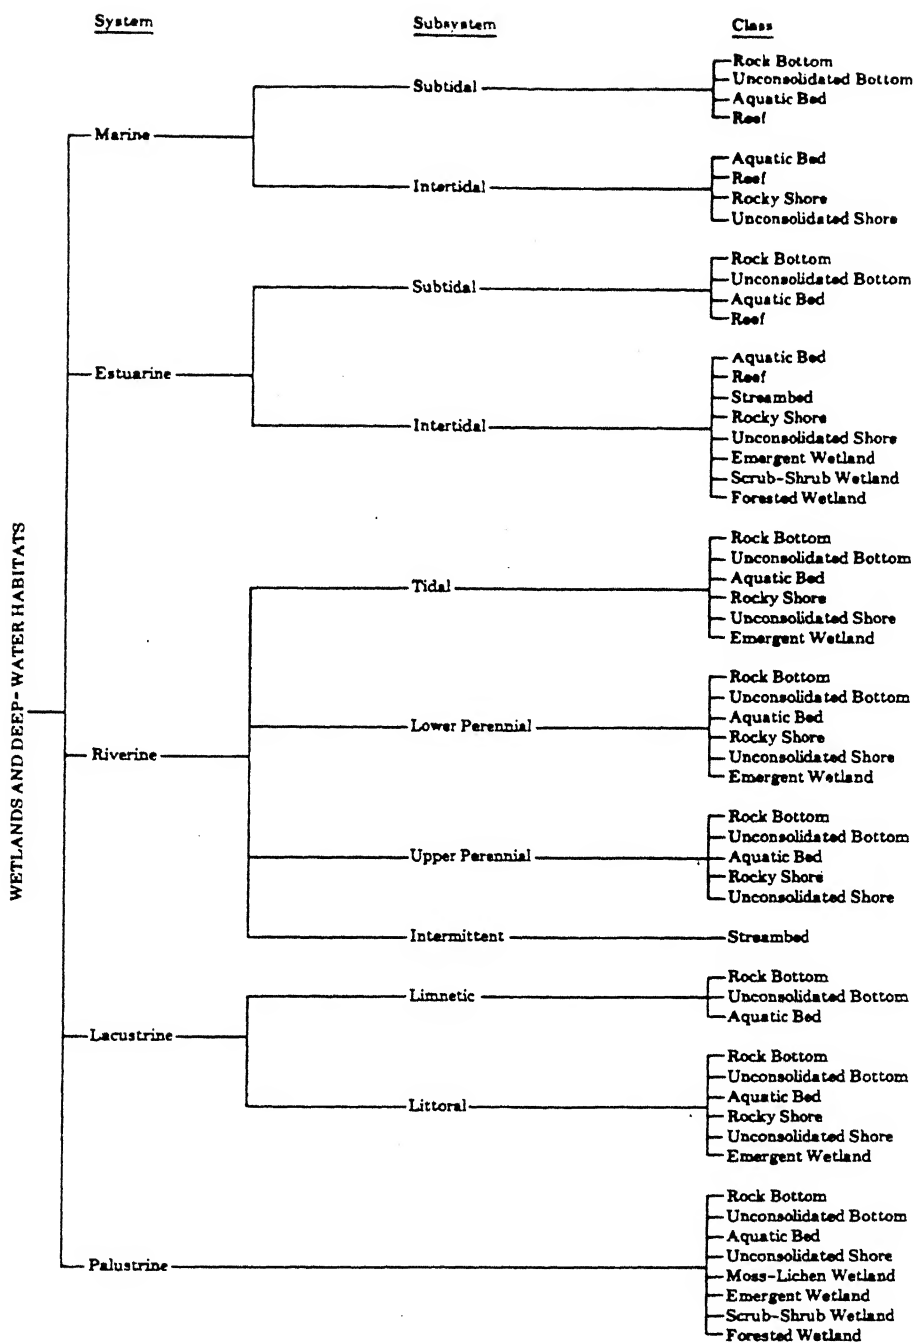 System Subsystem Class
WETLANDS AND DEEP-WATER HABITATS
Marine
Subtidal
Rock Bottom
Unconsolidated Bottom
Aquatic Bed
Reef
Intertidal
Aquatic Bed
Reef
Rocky Shore
Unconsolidated Shore
Estuarine
Subtidal
Rock Bottom
Unconsolidated Bottom
Aquatic Bed
Reef
Intertidal
Aquatic Bed
Reef
Streambed
Rocky Shore
Unconsolidated Shore
Emergent Wetland
Scrub-Shrub Wetland
Forested Wetland
Riverine
Tidal
Rock Bottom
Unconsolidated Bottom
Aquatic Bed
Rocky Shore
Unconsolidated Shore
Emergent Wetland
Lower Perennial
Rock Bottom
Unconsolidated Bottom
Aquatic Bed
Rocky Shore
Unconsolidated Shore
Emergent Wetland
Upper Perennial
Rock Bottom
Unconsolidated Bottom
Aquatic Bed
Rocky Shore
Unconsolidated Shore
Intermittent
Streambed
Lacustrine
Limnetic
Rock Bottom
Unconsolidated Bottom
Aquatic Bed
Littoral
Rock Bottom
Unconsolidated Bottom
Aquatic Bed
Rocky Shore
Unconsolidated Shore
Emergent Wetland
Palustrine
Rock Bottom
Unconsolidated Bottom
Aquatic Bed
Unconsolidated Shore
Moss-Lichen Wetland
Emergent Wetland
Scrub-Shrub Wetland
Forested Wetland